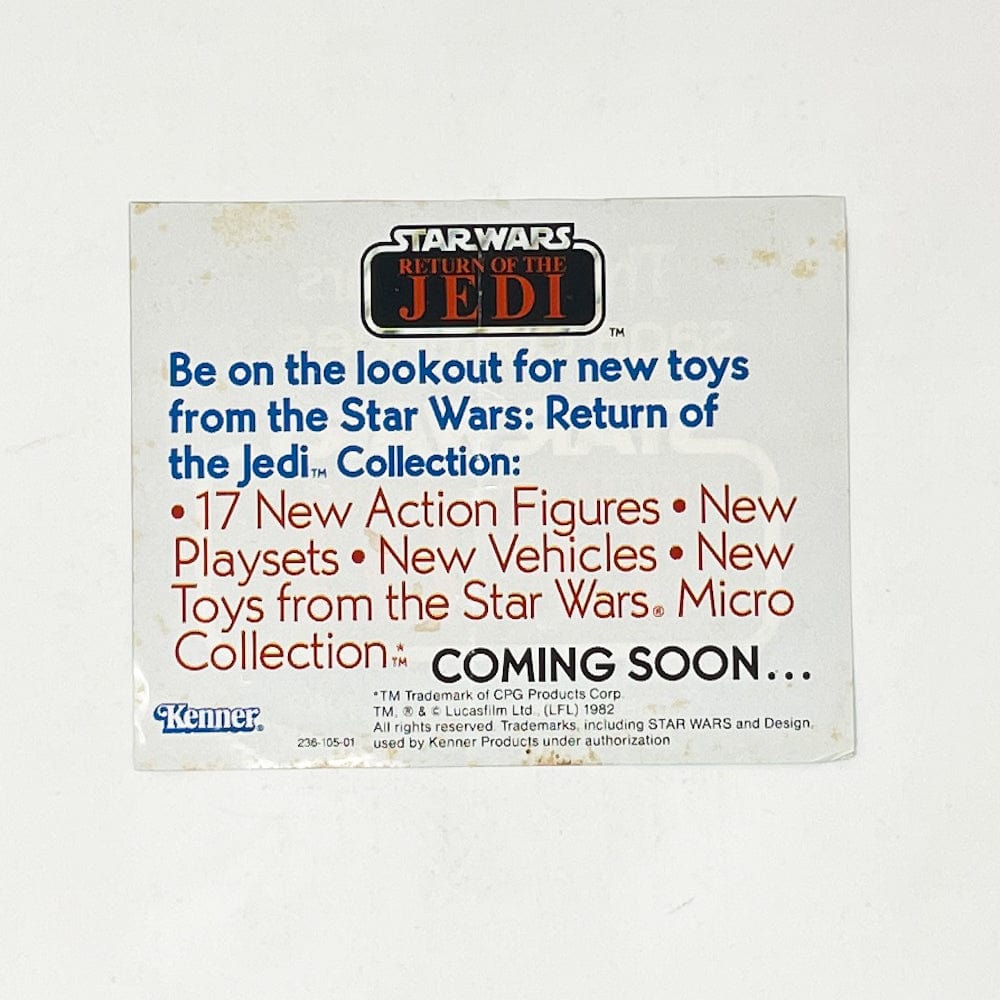 STAR WARS
RETURN OF THE
JEDI
TM
Be on the lookout for new toys
from the Star Wars: Return of
the Jedi™ Collection:
• 17 New Action Figures • New
Playsets • New Vehicles • New
Toys from the Star Wars® Micro
Collection*™ COMING SOON...
*TM Trademark of CPG Products Corp.
TM, ® & © Lucasfilm Ltd., (LFL) 1982
All rights reserved. Trademarks, including STAR WARS and Design,
used by Kenner Products under authorization
Kenner®
236-105-01